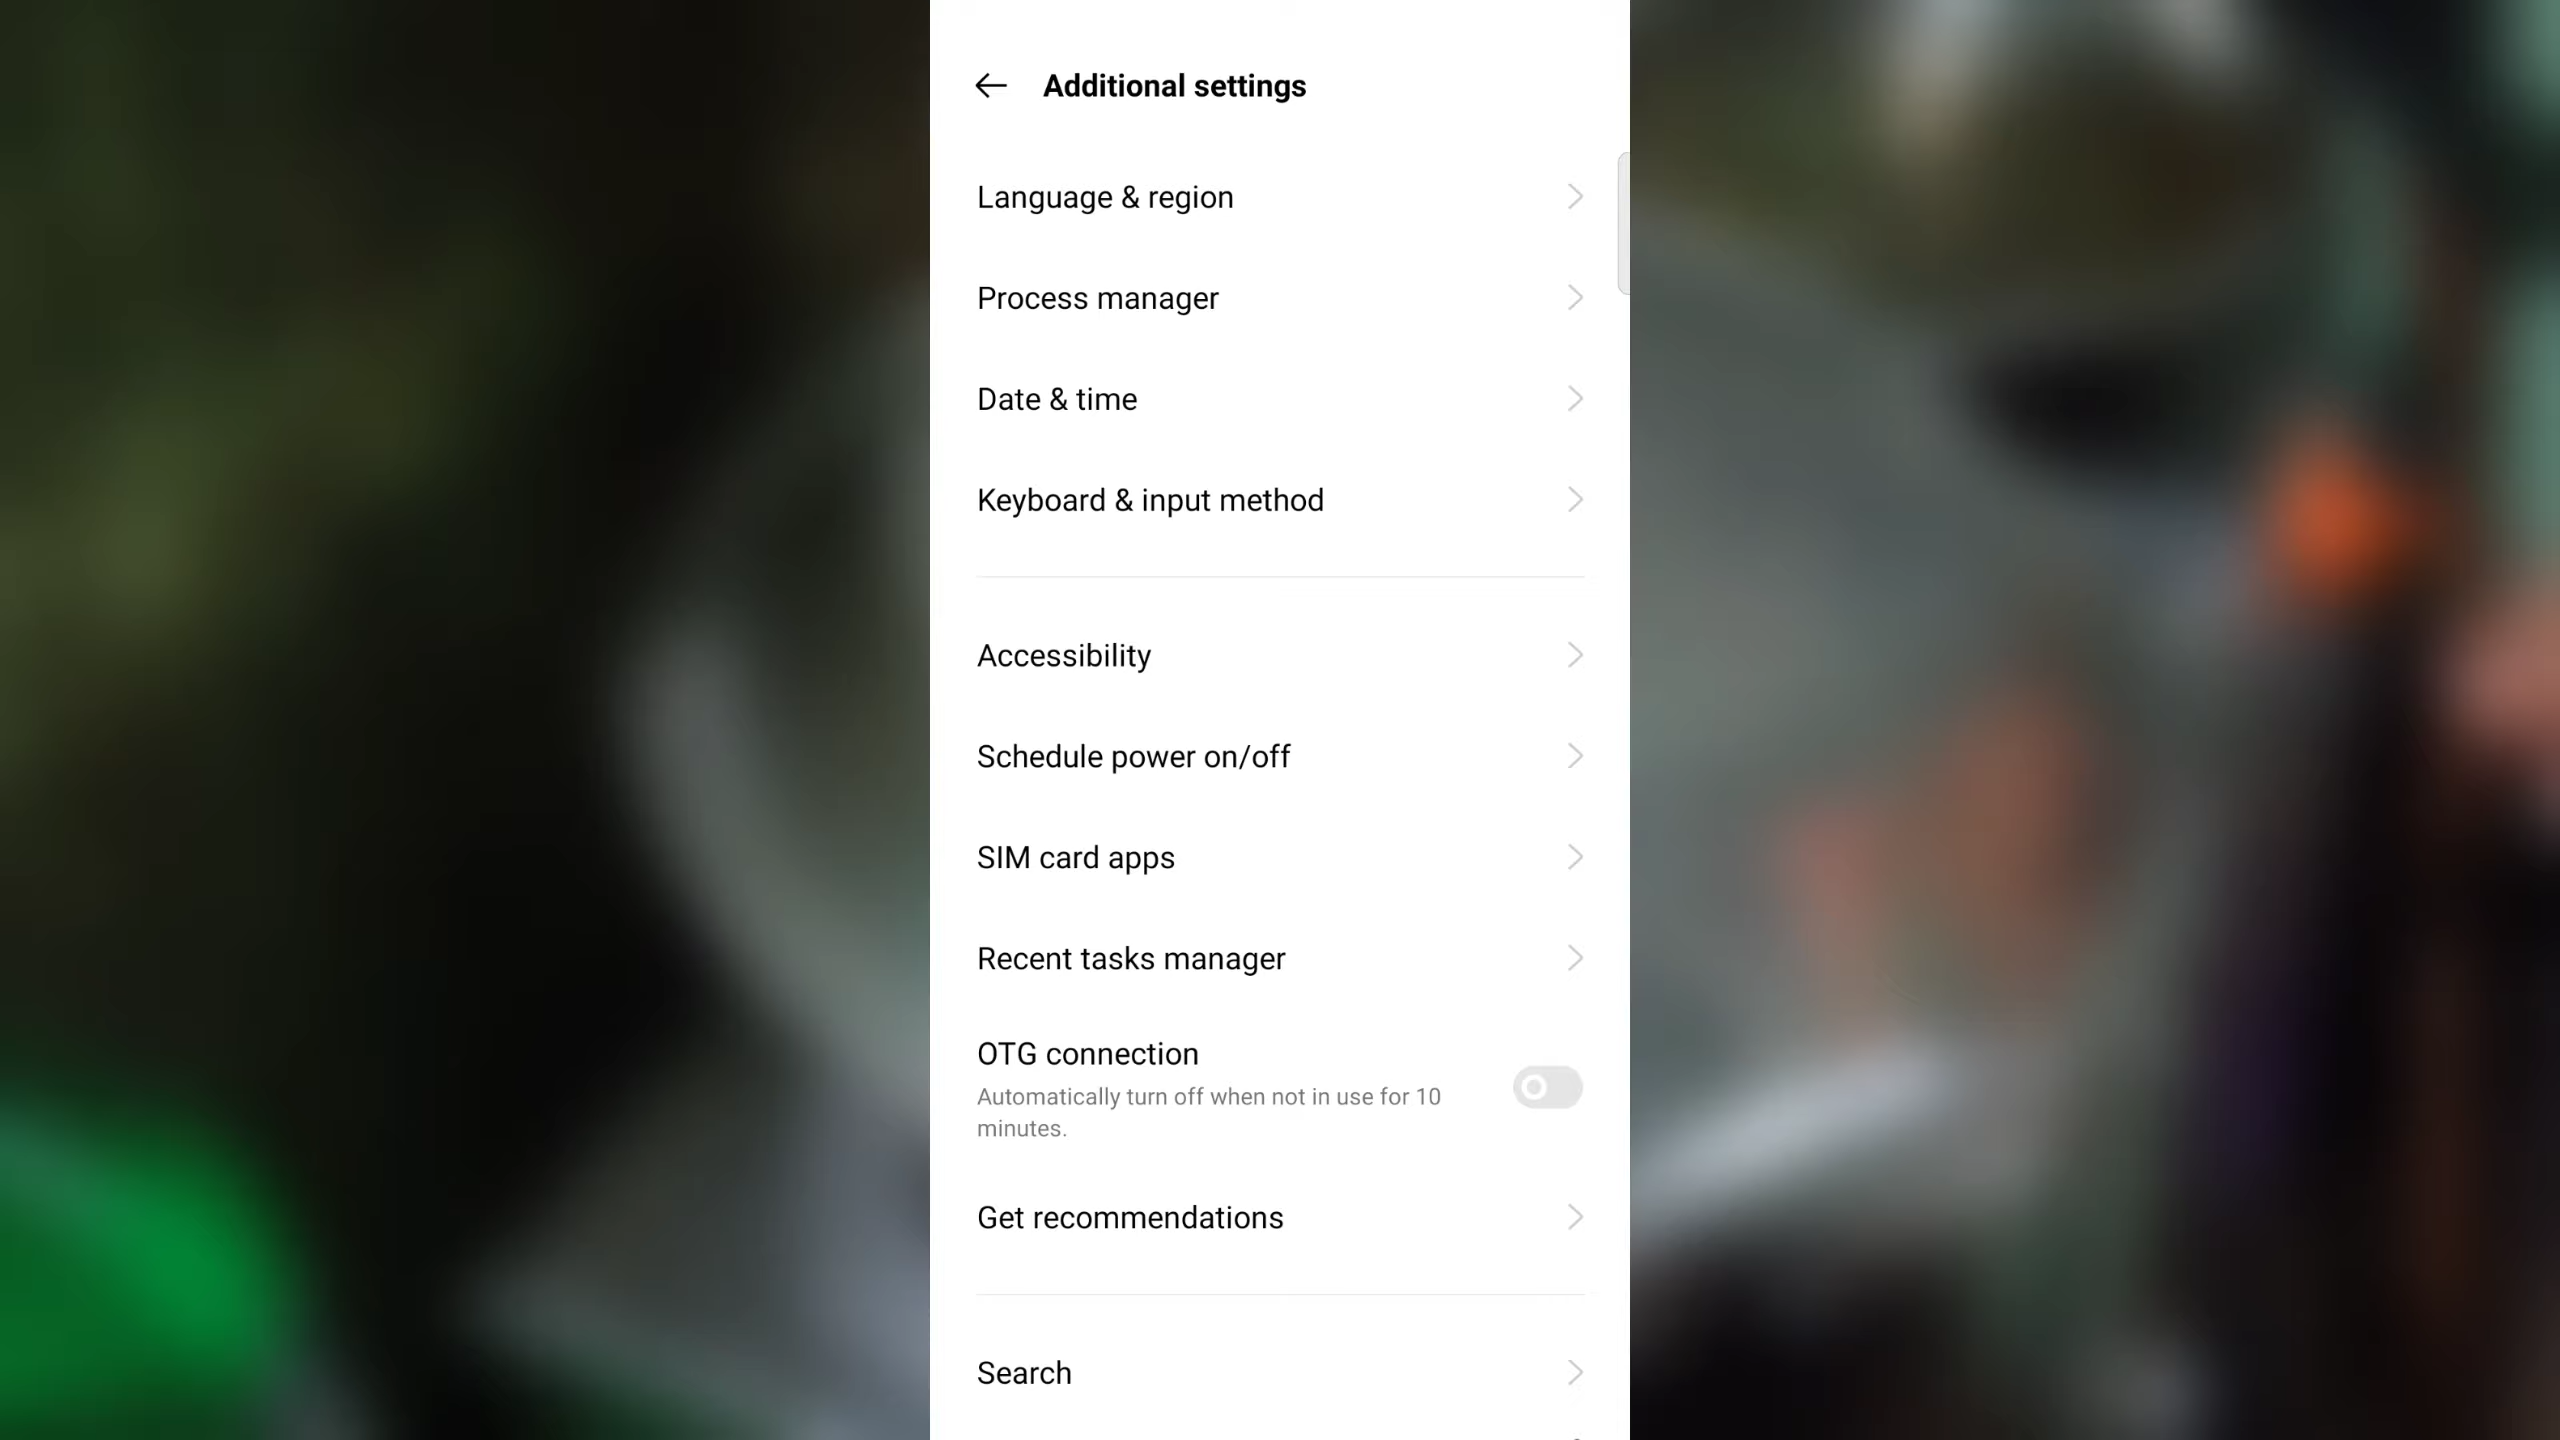 Additional settings
Language & region
Process manager
Date & time
Keyboard & input method
Accessibility
Schedule power on/off
SIM card apps
Recent tasks manager
OTG connection
Automatically turn off when not in use for 10
minutes.
Get recommendations
Search